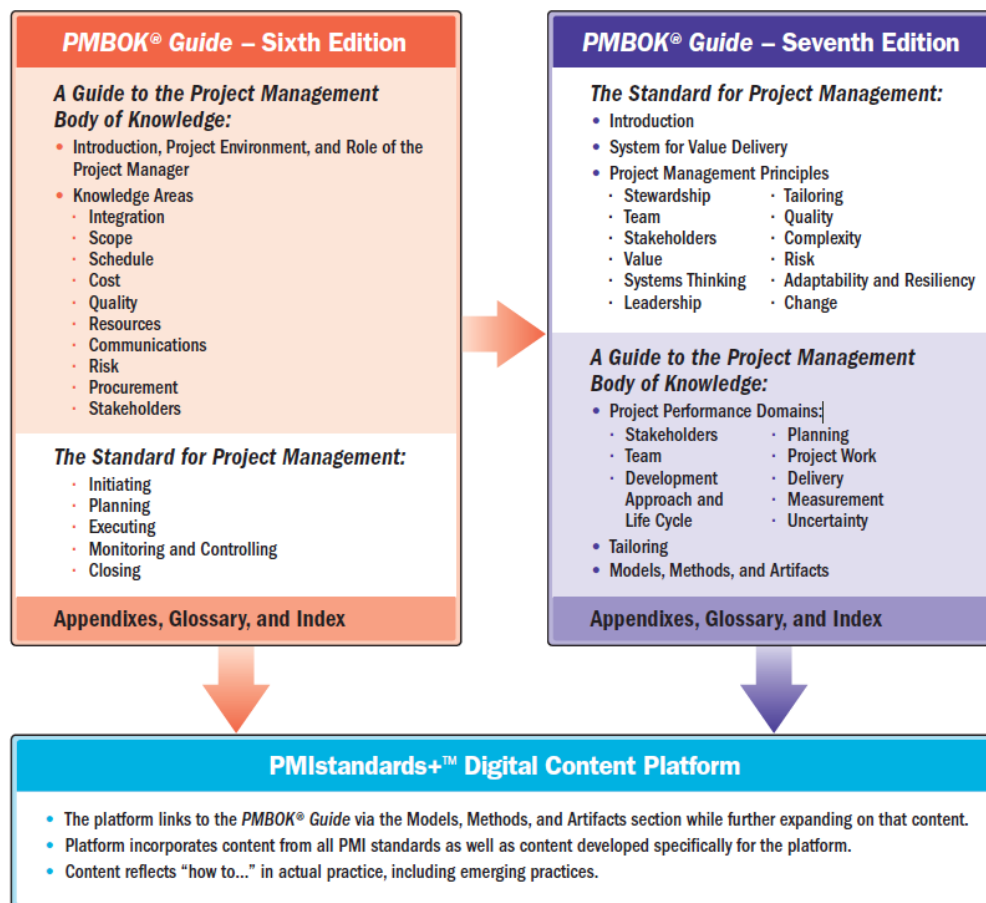 PMBOK® Guide – Sixth Edition
A Guide to the Project Management
Body of Knowledge:
• Introduction, Project Environment, and Role of the
Project Manager
• Knowledge Areas
· Integration
· Scope
· Schedule
· Cost
· Quality
· Resources
· Communications
· Risk
· Procurement
· Stakeholders
The Standard for Project Management:
· Initiating
· Planning
· Executing
· Monitoring and Controlling
· Closing
Appendixes, Glossary, and Index
PMBOK® Guide – Seventh Edition
The Standard for Project Management:
• Introduction
• System for Value Delivery
• Project Management Principles
· Stewardship
· Team
· Stakeholders
· Value
· Systems Thinking
· Leadership
· Tailoring
· Quality
· Complexity
· Risk
· Adaptability and Resiliency
· Change
A Guide to the Project Management
Body of Knowledge:
• Project Performance Domains:
· Stakeholders
· Team
· Development
Approach and
Life Cycle
· Planning
· Project Work
· Delivery
· Measurement
· Uncertainty
• Tailoring
• Models, Methods, and Artifacts
Appendixes, Glossary, and Index
PMIstandards+™ Digital Content Platform
• The platform links to the PMBOK® Guide via the Models, Methods, and Artifacts section while further expanding on that content.
• Platform incorporates content from all PMI standards as well as content developed specifically for the platform.
• Content reflects “how to...” in actual practice, including emerging practices.